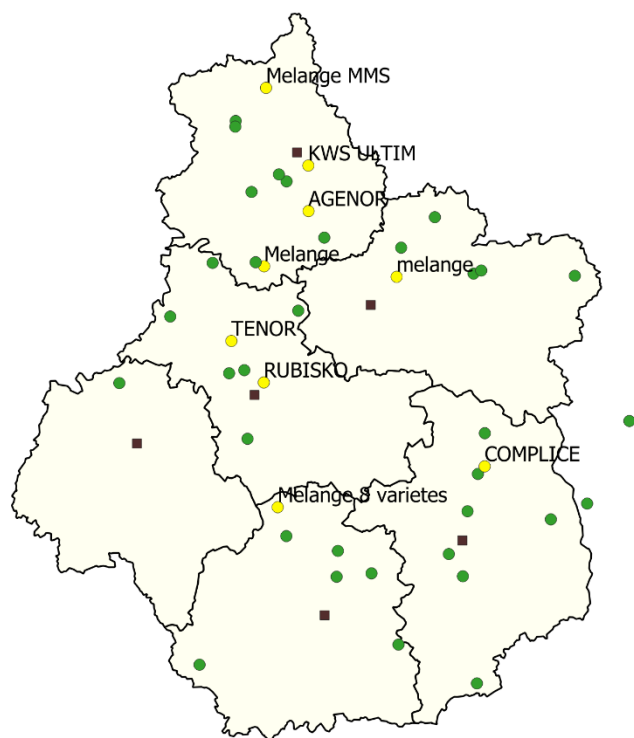 Melange MMS
KWS ULTIM
AGENOR
Melange
melange
TENOR
RUBISKO
COMPLICE
Melange 8 varietes